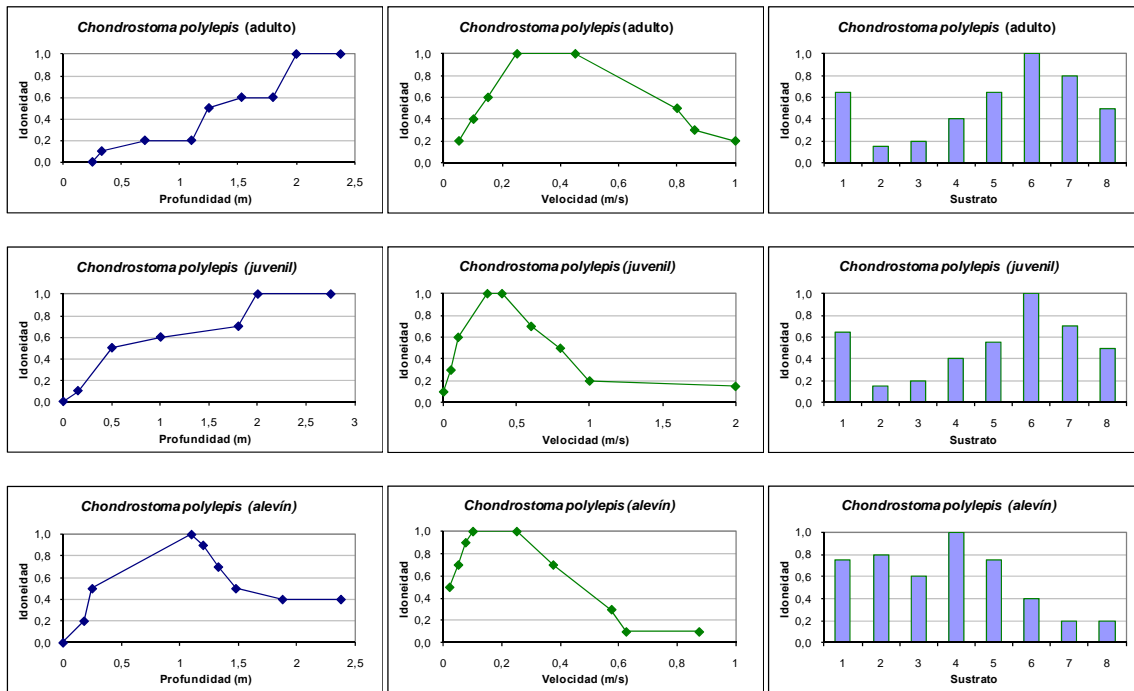 Chondrostoma polylepis (adulto)
Idoneidad
1,0
0,8
0,6
0,4
0,2
0,0
0 0,5 1 1,5 2 2,5
Profundidad (m)
Chondrostoma polylepis (adulto)
Idoneidad
1,0
0,8
0,6
0,4
0,2
0,0
0 0,2 0,4 0,6 0,8 1
Velocidad (m/s)
Chondrostoma polylepis (adulto)
Idoneidad
1,0
0,8
0,6
0,4
0,2
0,0
1 2 3 4 5 6 7 8
Sustrato
Chondrostoma polylepis (juvenil)
Idoneidad
1,0
0,8
0,6
0,4
0,2
0,0
0 0,5 1 1,5 2 2,5 3
Profundidad (m)
Chondrostoma polylepis (juvenil)
Idoneidad
1,0
0,8
0,6
0,4
0,2
0,0
0 0,5 1 1,5 2
Velocidad (m/s)
Chondrostoma polylepis (juvenil)
Idoneidad
1,0
0,8
0,6
0,4
0,2
0,0
1 2 3 4 5 6 7 8
Sustrato
Chondrostoma polylepis (alevín)
Idoneidad
1,0
0,8
0,6
0,4
0,2
0,0
0 0,5 1 1,5 2 2,5
Profundidad (m)
Chondrostoma polylepis (alevín)
Idoneidad
1,0
0,8
0,6
0,4
0,2
0,0
0 0,2 0,4 0,6 0,8 1
Velocidad (m/s)
Chondrostoma polylepis (alevín)
Idoneidad
1,0
0,8
0,6
0,4
0,2
0,0
1 2 3 4 5 6 7 8
Sustrato